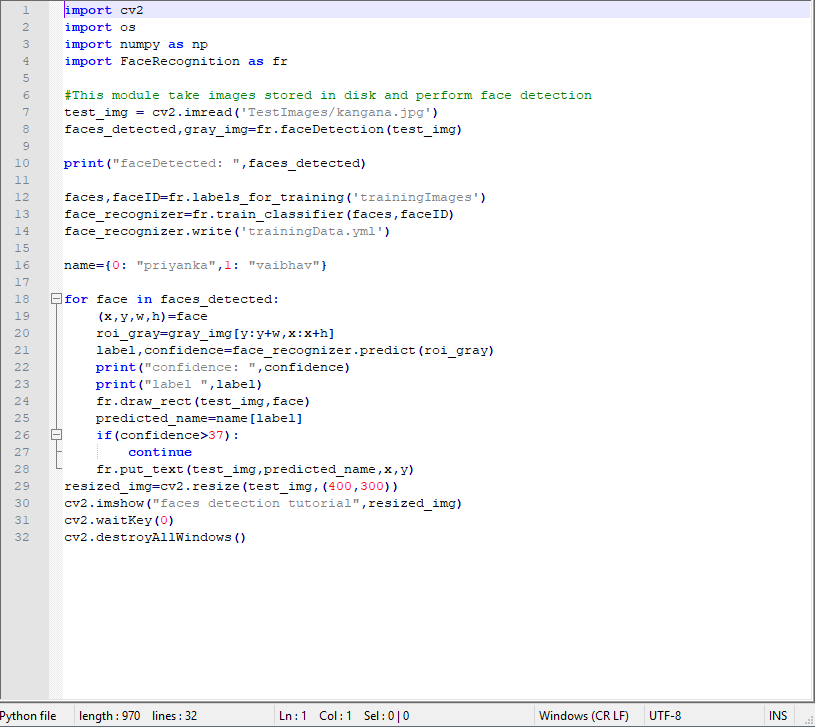 1 import cv2
2 import os
3 import numpy as np
4 import FaceRecognition as fr
5
6 #This module take images stored in disk and perform face detection
7 test_img = cv2.imread('TestImages/kangana.jpg')
8 faces_detected,gray_img=fr.faceDetection(test_img)
9
10 print("faceDetected: ",faces_detected)
11
12 faces,faceID=fr.labels_for_training('trainingImages')
13 face_recognizer=fr.train_classifier(faces,faceID)
14 face_recognizer.write('trainingData.yml')
15
16 name={0: "priyanka",1: "vaibhav"}
17
18 for face in faces_detected:
19     (x,y,w,h)=face
20     roi_gray=gray_img[y:y+w,x:x+h]
21     label,confidence=face_recognizer.predict(roi_gray)
22     print("confidence: ",confidence)
23     print("label ",label)
24     fr.draw_rect(test_img,face)
25     predicted_name=name[label]
26     if(confidence>37):
27         continue
28     fr.put_text(test_img,predicted_name,x,y)
29 resized_img=cv2.resize(test_img,(400,300))
30 cv2.imshow("faces detection tutorial",resized_img)
31 cv2.waitKey(0)
32 cv2.destroyAllWindows()
Python file length : 970 lines : 32 Ln : 1 Col : 1 Sel : 0 | 0 Windows (CR LF) UTF-8 INS